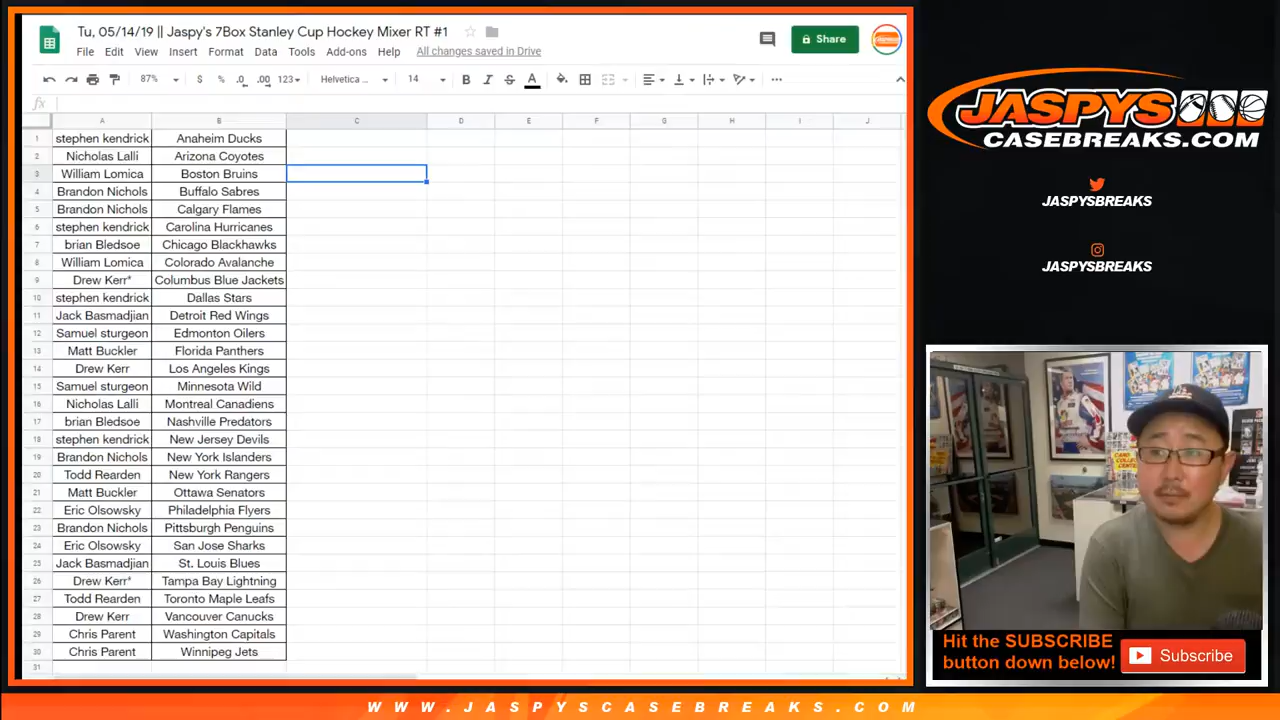 Tu, 05/14/19 || Jaspy's 7Box Stanley Cup Hockey Mixer RT #1
Share
File Edit View Insert Format Data Tools Add-ons Help All changes saved in Drive
87% $ % .0 .00 123 Helvetica ... 14 B I S A
fx
A B C D E F G H I J
1 stephen kendrick Anaheim Ducks
2 Nicholas Lalli Arizona Coyotes
3 William Lomica Boston Bruins
4 Brandon Nichols Buffalo Sabres
5 Brandon Nichols Calgary Flames
6 stephen kendrick Carolina Hurricanes
7 brian Bledsoe Chicago Blackhawks
8 William Lomica Colorado Avalanche
9 Drew Kerr* Columbus Blue Jackets
10 stephen kendrick Dallas Stars
11 Jack Basmadjian Detroit Red Wings
12 Samuel sturgeon Edmonton Oilers
13 Matt Buckler Florida Panthers
14 Drew Kerr Los Angeles Kings
15 Samuel sturgeon Minnesota Wild
16 Nicholas Lalli Montreal Canadiens
17 brian Bledsoe Nashville Predators
18 stephen kendrick New Jersey Devils
19 Brandon Nichols New York Islanders
20 Todd Rearden New York Rangers
21 Matt Buckler Ottawa Senators
22 Eric Olsowsky Philadelphia Flyers
23 Brandon Nichols Pittsburgh Penguins
24 Eric Olsowsky San Jose Sharks
25 Jack Basmadjian St. Louis Blues
26 Drew Kerr* Tampa Bay Lightning
27 Todd Rearden Toronto Maple Leafs
28 Drew Kerr Vancouver Canucks
29 Chris Parent Washington Capitals
30 Chris Parent Winnipeg Jets
31
JASPYS
CASEBREAKS.COM
JASPYSBREAKS
JASPYSBREAKS
Hit the SUBSCRIBE
button down below!
Subscribe
WWW.JASPYSCASEBREAKS.COM